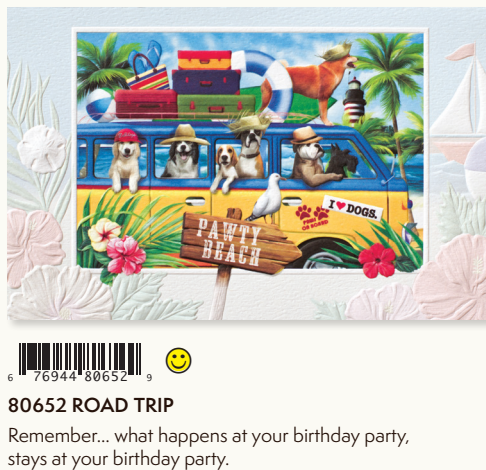 I ♥ DOGS.
PAWTY
BEACH
6 76944 80652 9
80652 ROAD TRIP
Remember... what happens at your birthday party,
stays at your birthday party.